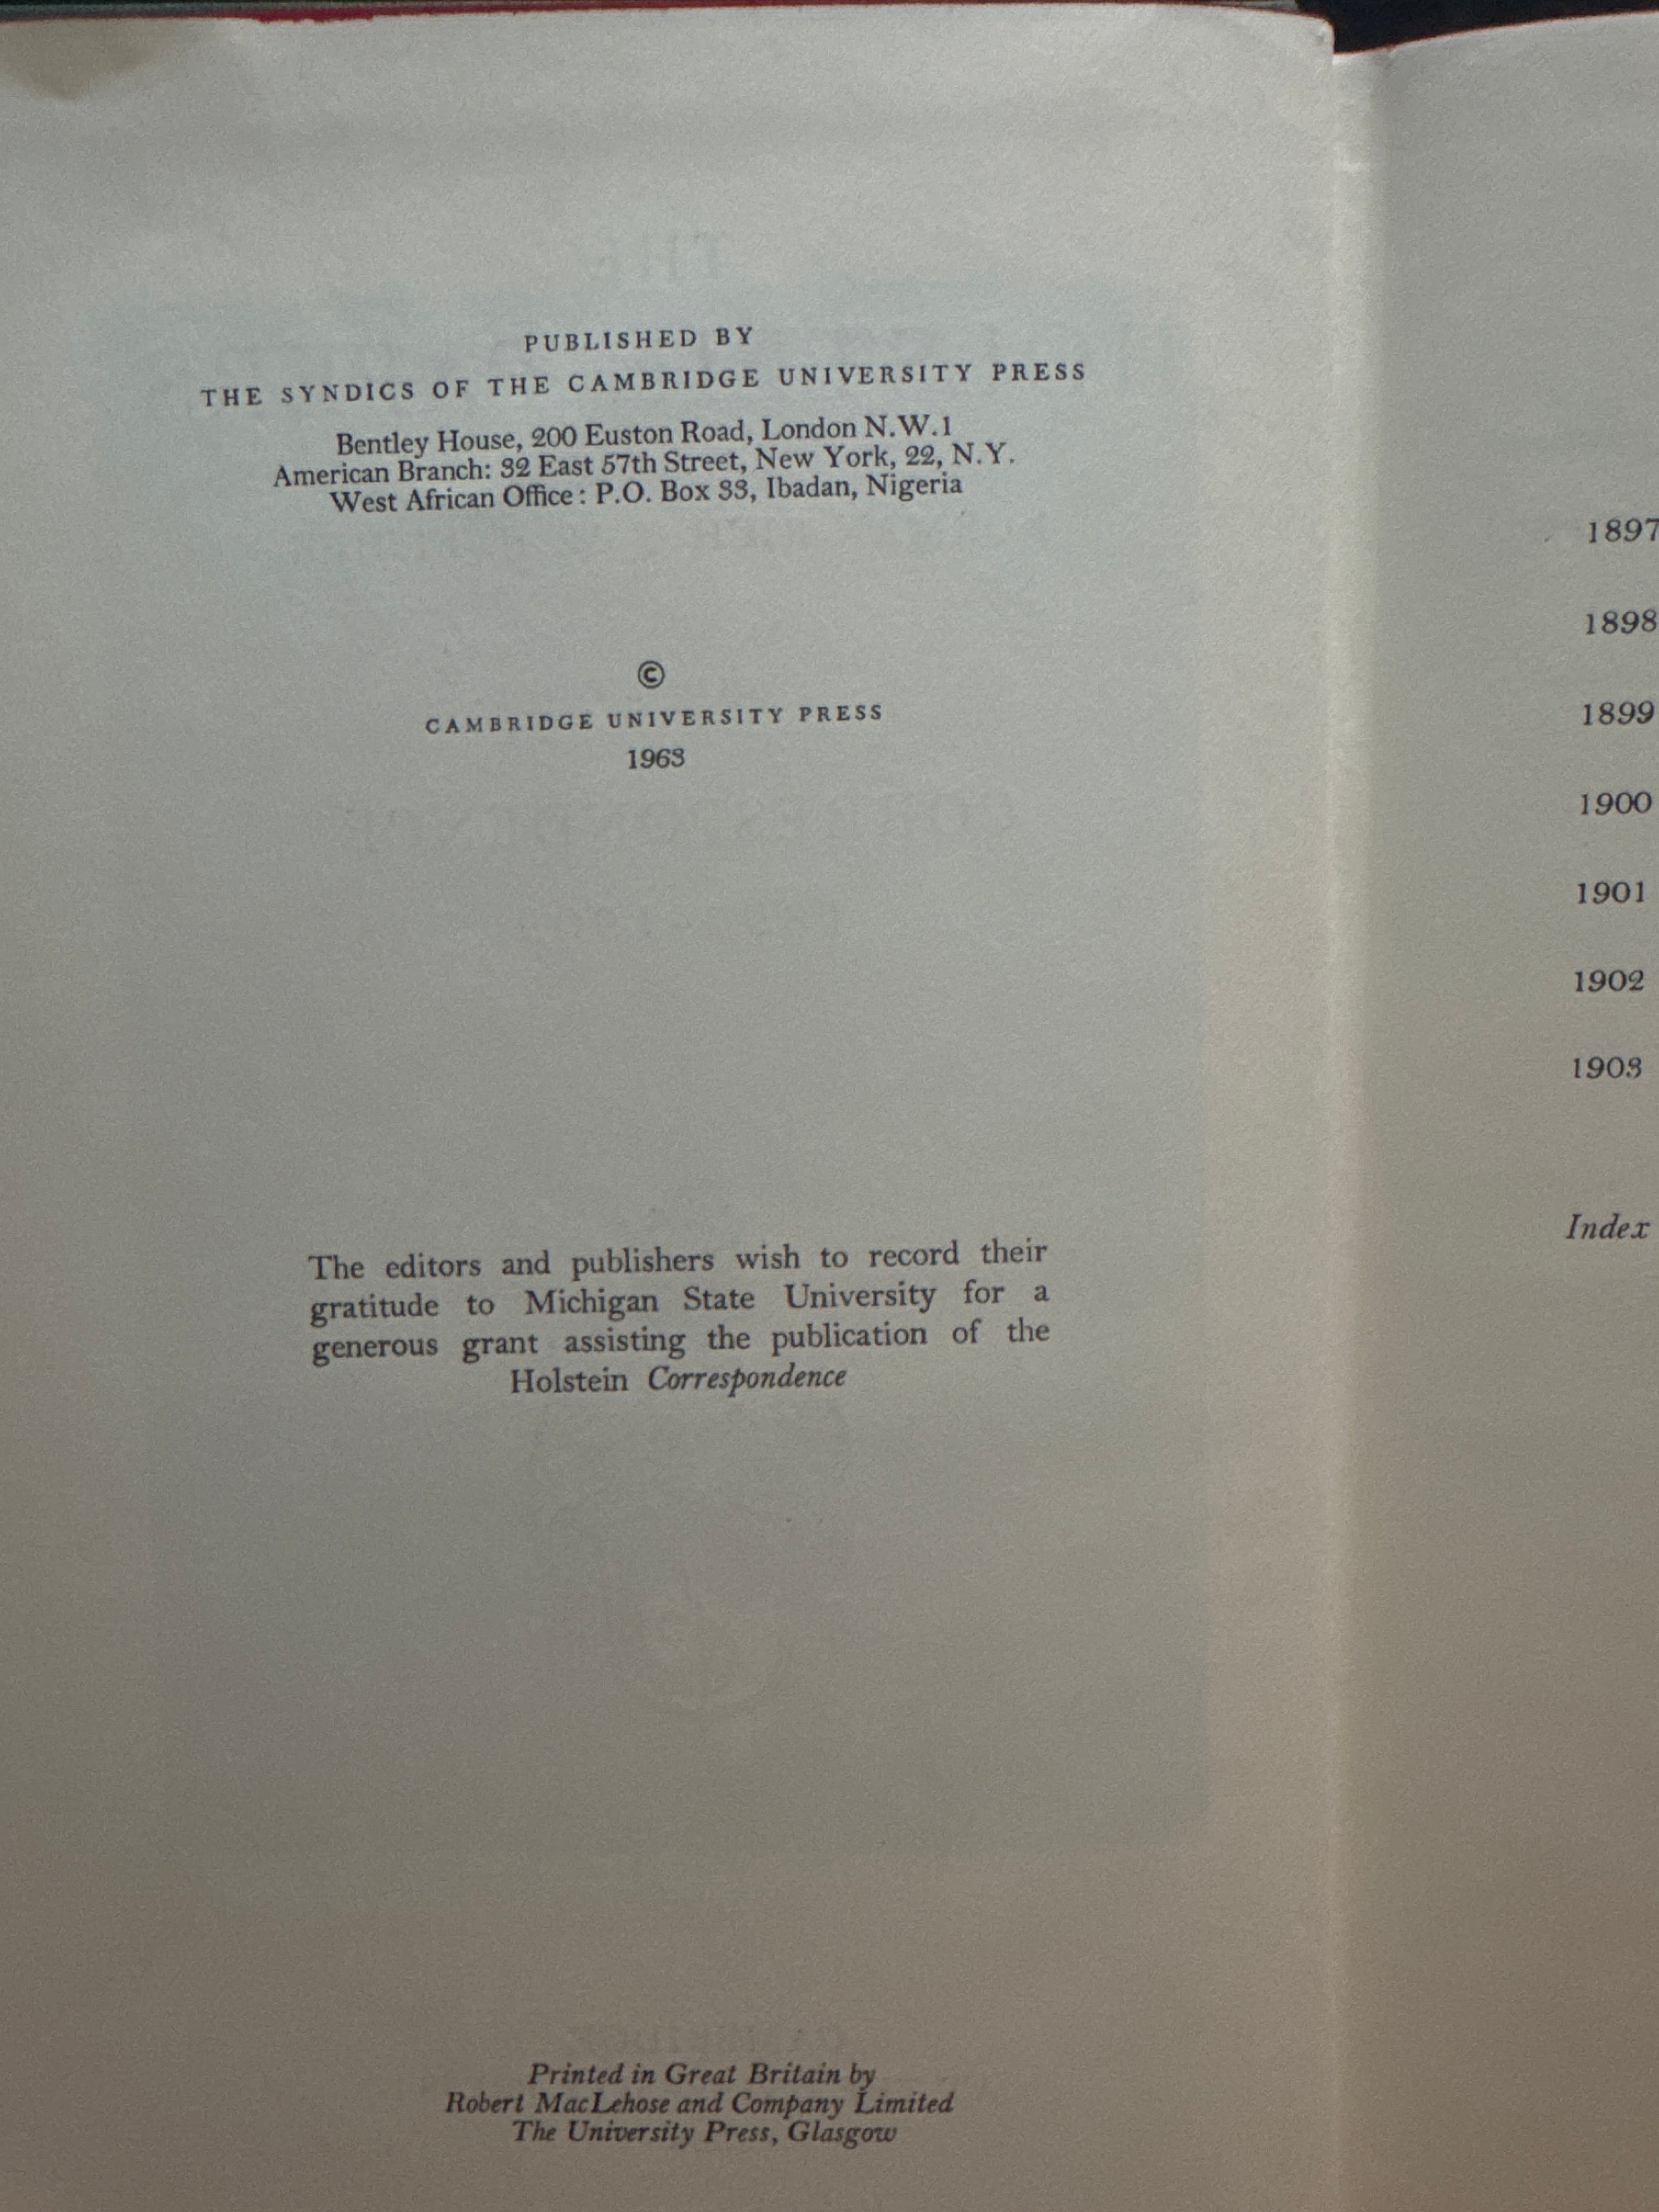 PUBLISHED BY
THE SYNDICS OF THE CAMBRIDGE UNIVERSITY PRESS
Bentley House, 200 Euston Road, London N.W.1
American Branch: 32 East 57th Street, New York, 22, N.Y.
West African Office: P.O. Box 33, Ibadan, Nigeria
©
CAMBRIDGE UNIVERSITY PRESS
1963
The editors and publishers wish to record their
gratitude to Michigan State University for a
generous grant assisting the publication of the
Holstein Correspondence
Printed in Great Britain by
Robert MacLehose and Company Limited
The University Press, Glasgow
1897
1898
1899
1900
1901
1902
1903
Index